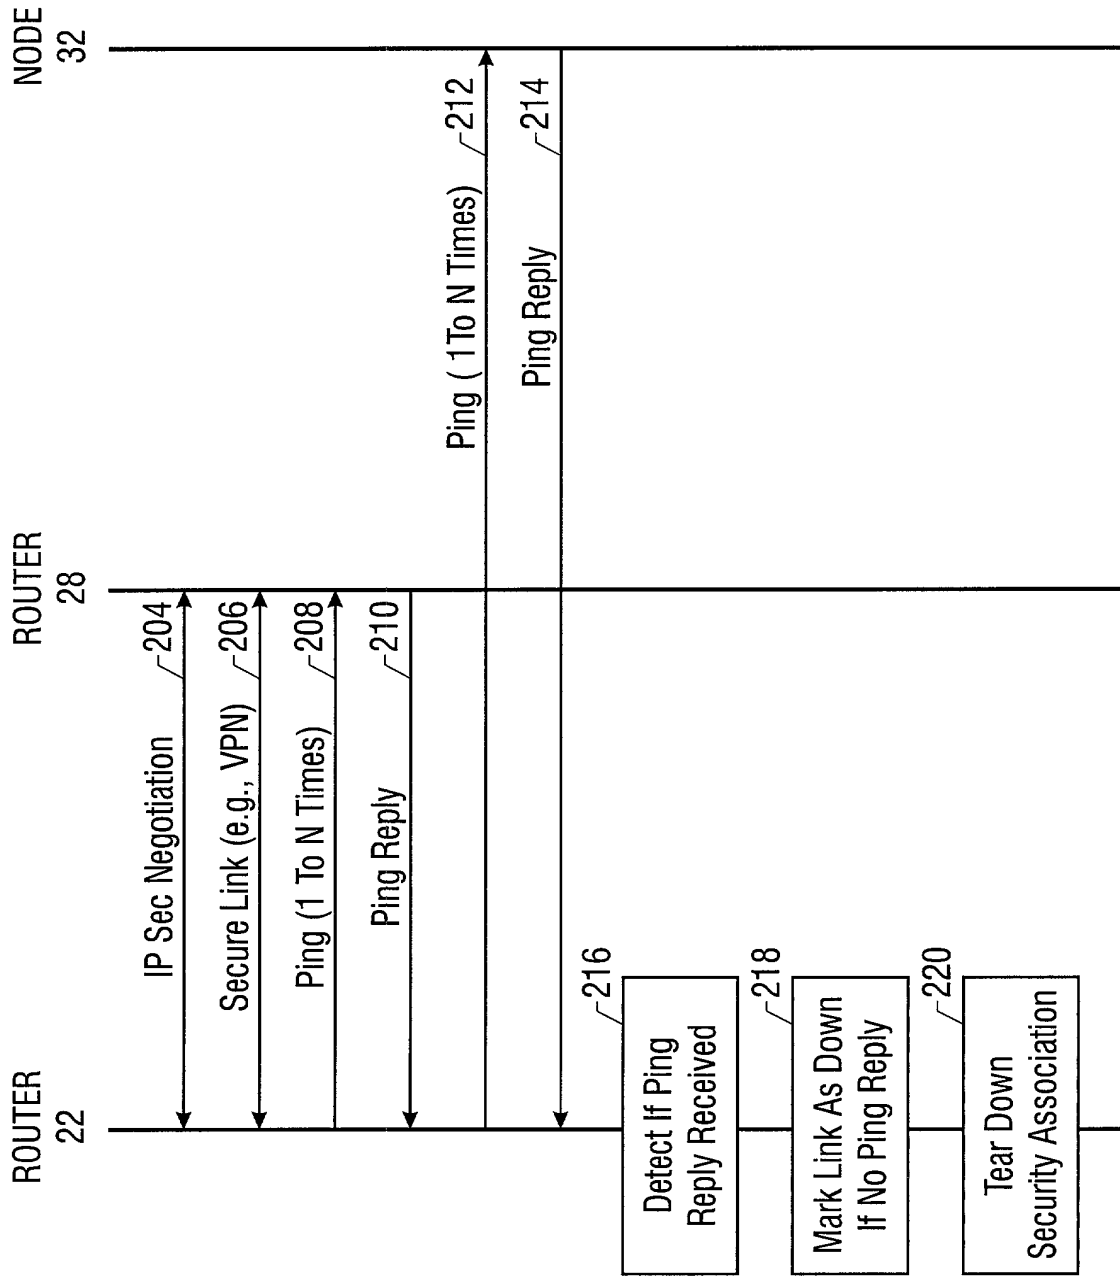 ROUTER
22
ROUTER
28
NODE
32
IP Sec Negotiation
204
Secure Link (e.g., VPN)
206
Ping (1 To N Times)
208
Ping Reply
210
Ping ( 1To N Times)
212
Ping Reply
214
216
Detect If Ping
Reply Received
218
Mark Link As Down
If No Ping Reply
220
Tear Down
Security Association